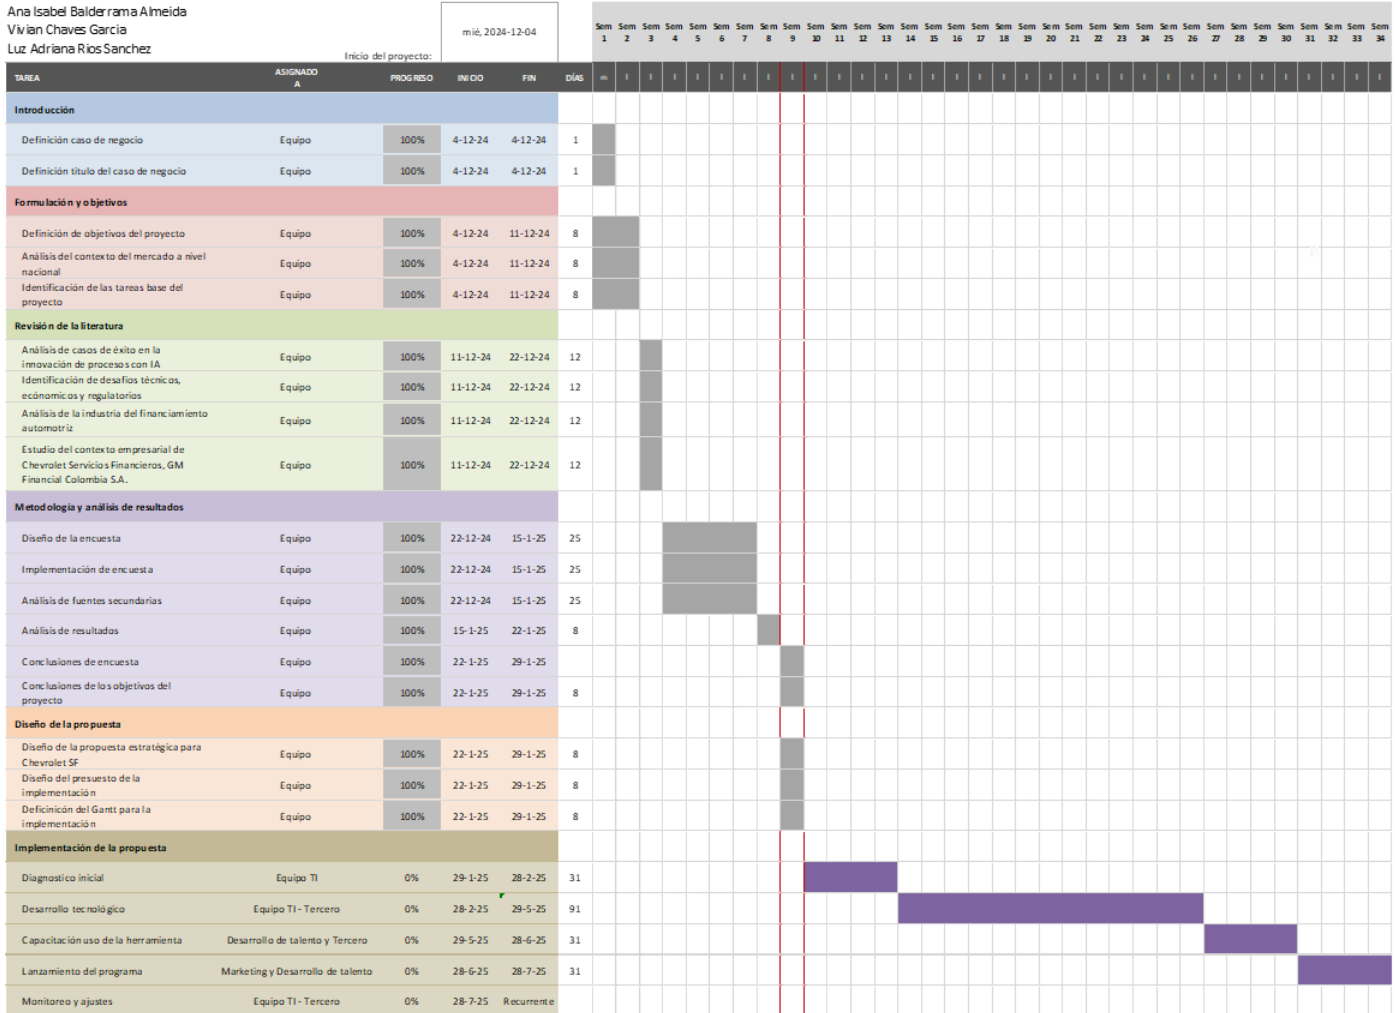 Ana Isabel Balderrama Almeida
Vivian Chaves Garcia
Luz Adriana Rios Sanchez
Inicio del proyecto: mié, 2024-12-04
Sem 1 Sem 2 Sem 3 Sem 4 Sem 5 Sem 6 Sem 7 Sem 8 Sem 9 Sem 10 Sem 11 Sem 12 Sem 13 Sem 14 Sem 15 Sem 16 Sem 17 Sem 18 Sem 19 Sem 20 Sem 21 Sem 22 Sem 23 Sem 24 Sem 25 Sem 26 Sem 27 Sem 28 Sem 29 Sem 30 Sem 31 Sem 32 Sem 33 Sem 34
TAREA ASIGNADO A PROGRESO INICIO FIN DÍAS m l l l l l l l l l l l l l l l l l l l l l l l l l l l l l l l l l
Introducción
Definición caso de negocio Equipo 100% 4-12-24 4-12-24 1
Definición titulo del caso de negocio Equipo 100% 4-12-24 4-12-24 1
Formulación y objetivos
Definición de objetivos del proyecto Equipo 100% 4-12-24 11-12-24 8
Análisis del contexto del mercado a nivel
nacional Equipo 100% 4-12-24 11-12-24 8
Identificación de las tareas base del
proyecto Equipo 100% 4-12-24 11-12-24 8
Revisión de la literatura
Análisis de casos de éxito en la
innovación de procesos con IA Equipo 100% 11-12-24 22-12-24 12
Identificación de desafíos técnicos,
ecónomicos y regulatorios Equipo 100% 11-12-24 22-12-24 12
Análisis de la industria del financiamiento
automotriz Equipo 100% 11-12-24 22-12-24 12
Estudio del contexto empresarial de
Chevrolet Servicios Financieros, GM
Financial Colombia S.A. Equipo 100% 11-12-24 22-12-24 12
Metodología y análisis de resultados
Diseño de la encuesta Equipo 100% 22-12-24 15-1-25 25
Implementación de encuesta Equipo 100% 22-12-24 15-1-25 25
Análisis de fuentes secundarias Equipo 100% 22-12-24 15-1-25 25
Análisis de resultados Equipo 100% 15-1-25 22-1-25 8
Conclusiones de encuesta Equipo 100% 22-1-25 29-1-25
Conclusiones de los objetivos del
proyecto Equipo 100% 22-1-25 29-1-25 8
Diseño de la propuesta
Diseño de la propuesta estratégica para
Chevrolet SF Equipo 100% 22-1-25 29-1-25 8
Diseño del presuesto de la
implementación Equipo 100% 22-1-25 29-1-25 8
Deficinicón del Gantt para la
implementación Equipo 100% 22-1-25 29-1-25 8
Implementación de la propuesta
Diagnostico inicial Equipo TI 0% 29-1-25 28-2-25 31
Desarrollo tecnológico Equipo TI - Tercero 0% 28-2-25 29-5-25 91
Capacitación uso de la herramienta Desarrollo de talento y Tercero 0% 29-5-25 28-6-25 31
Lanzamiento del programa Marketing y Desarrollo de talento 0% 28-6-25 28-7-25 31
Monitoreo y ajustes Equipo TI - Tercero 0% 28-7-25 Recurrente